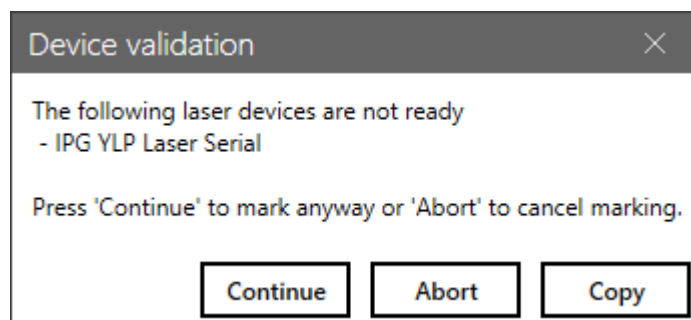 Device validation
The following laser devices are not ready
- IPG YLP Laser Serial
Press 'Continue' to mark anyway or 'Abort' to cancel marking.
Continue Abort Copy